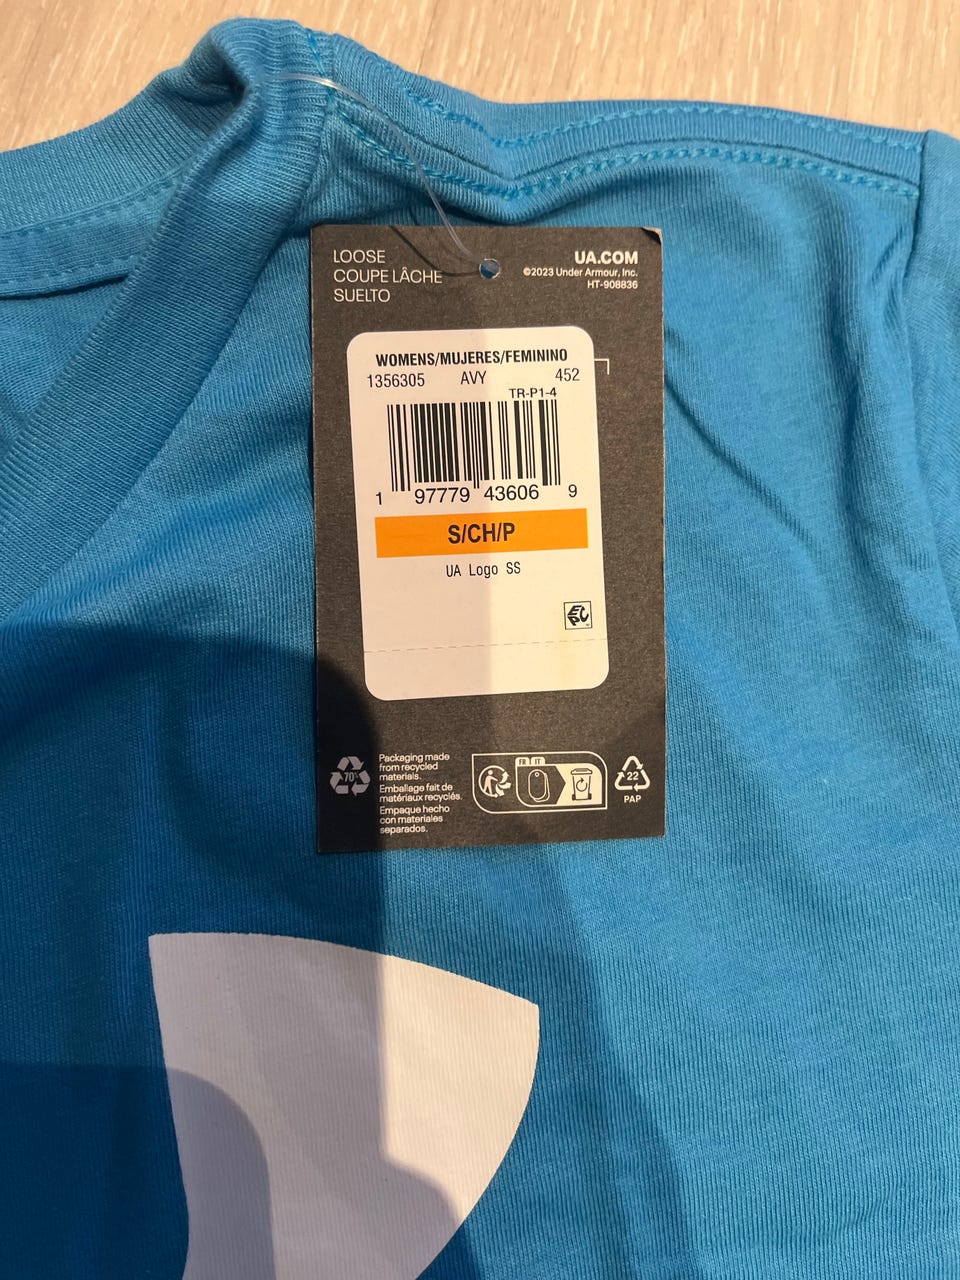 LOOSE
COUPE LÂCHE
SUELTO
UA.COM
©2023 Under Armour, Inc.
HT-908836
WOMENS/MUJERES/FEMININO
1356305 AVY 452
TR-P1-4
1 97779 43606 9
S/CH/P
UA Logo SS
EPC
70%
Packaging made
from recycled
materials.
Emballage fait de
matériaux recyclés.
Empaque hecho
con materiales
separados.
FR IT
22
PAP